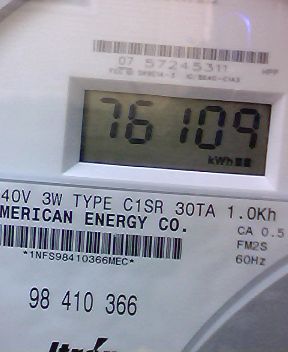 07 57245311
76109
kWh
40V 3W TYPE C1SR 30TA 1.0Kh
MERICAN ENERGY CO.
CA 0.5
FM2S
60Hz
*1NFS98410366MEC*
98 410 366
Itron